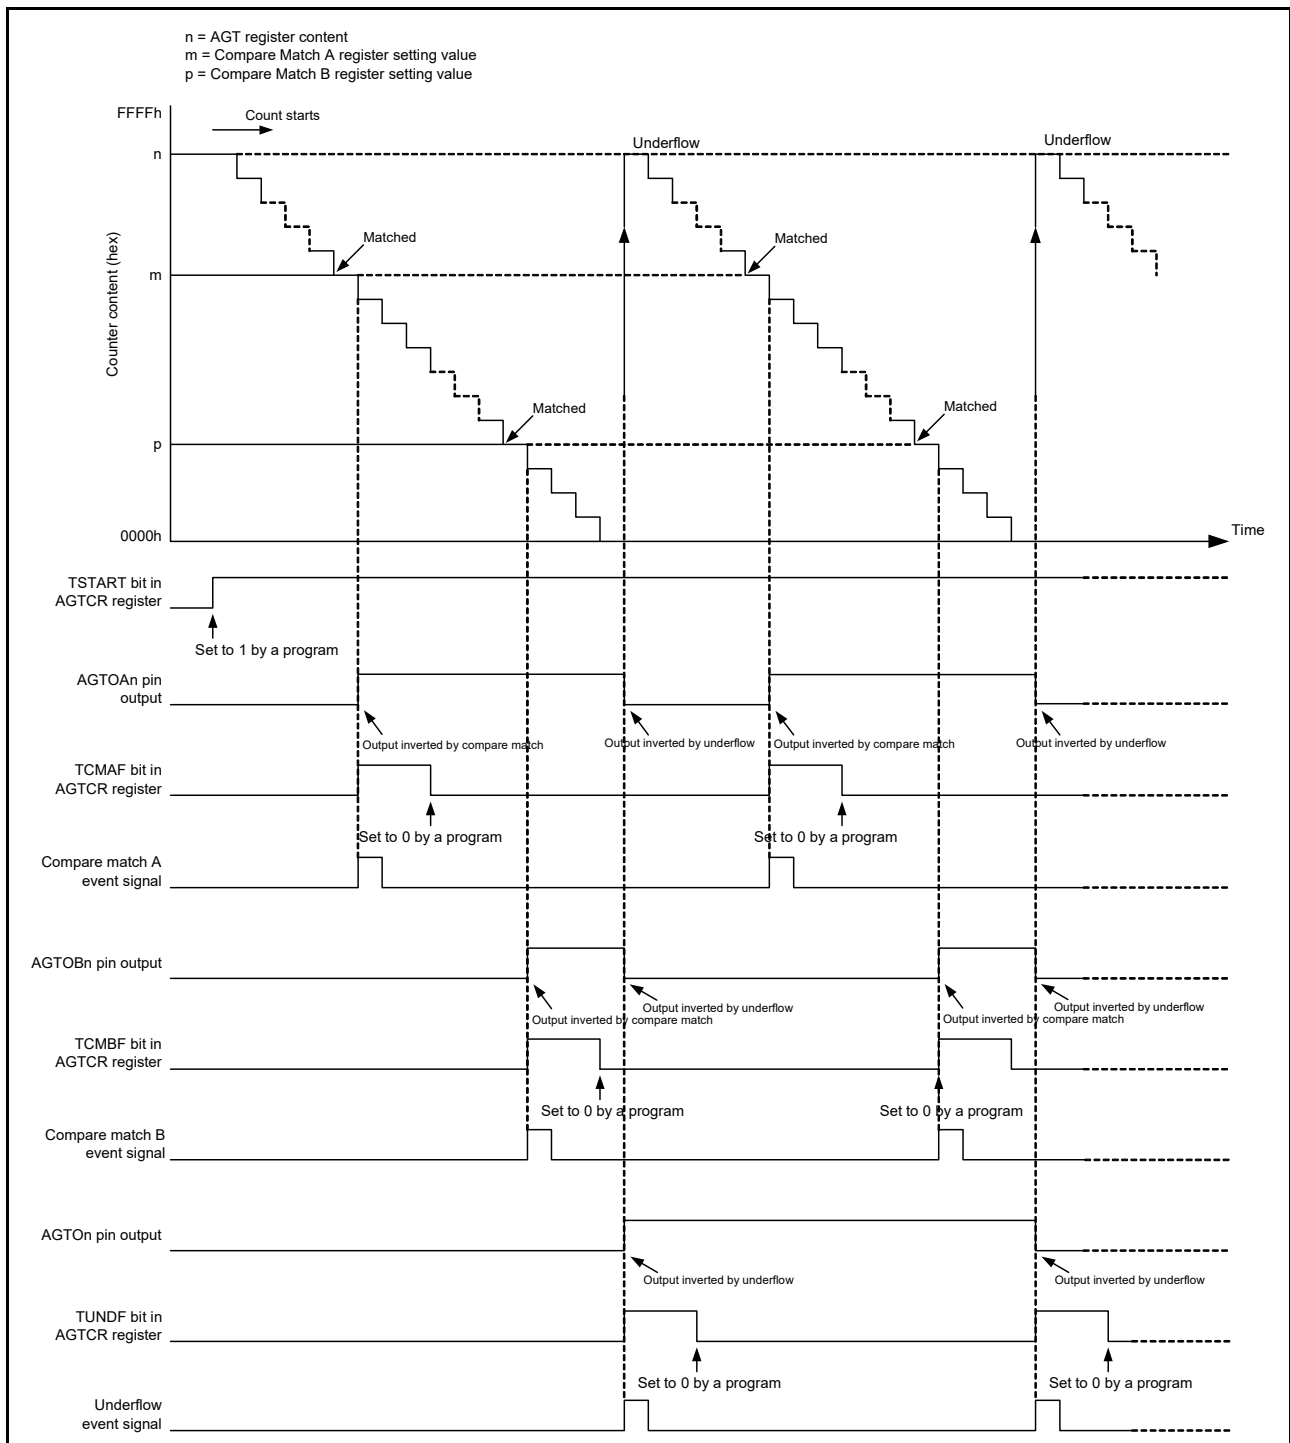 n = AGT register content
m = Compare Match A register setting value
p = Compare Match B register setting value
FFFFh
Count starts
n
Underflow
Underflow
Matched
Matched
Counter content (hex)
m
Matched
Matched
p
0000h
Time
TSTART bit in
AGTCR register
Set to 1 by a program
AGTOAn pin
output
Output inverted by compare match
Output inverted by underflow
Output inverted by compare match
Output inverted by underflow
TCMAF bit in
AGTCR register
Set to 0 by a program
Set to 0 by a program
Compare match A
event signal
AGTOBn pin output
Output inverted by underflow
Output inverted by compare match
Output inverted by underflow
Output inverted by compare match
TCMBF bit in
AGTCR register
Set to 0 by a program
Set to 0 by a program
Compare match B
event signal
AGTOn pin output
Output inverted by underflow
Output inverted by underflow
TUNDF bit in
AGTCR register
Set to 0 by a program
Set to 0 by a program
Underflow
event signal